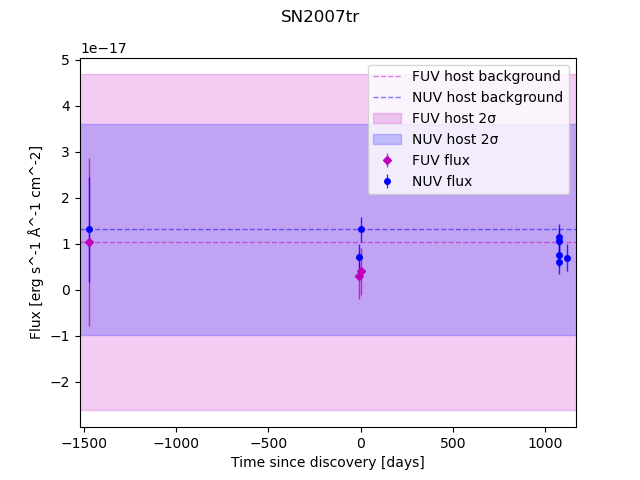 SN2007tr
1e−17
5
4
3
2
1
0
−1
−2
Flux [erg s^-1 Å^-1 cm^-2]
FUV host background
NUV host background
FUV host 2σ
NUV host 2σ
FUV flux
NUV flux
−1500 −1000 −500 0 500 1000
Time since discovery [days]